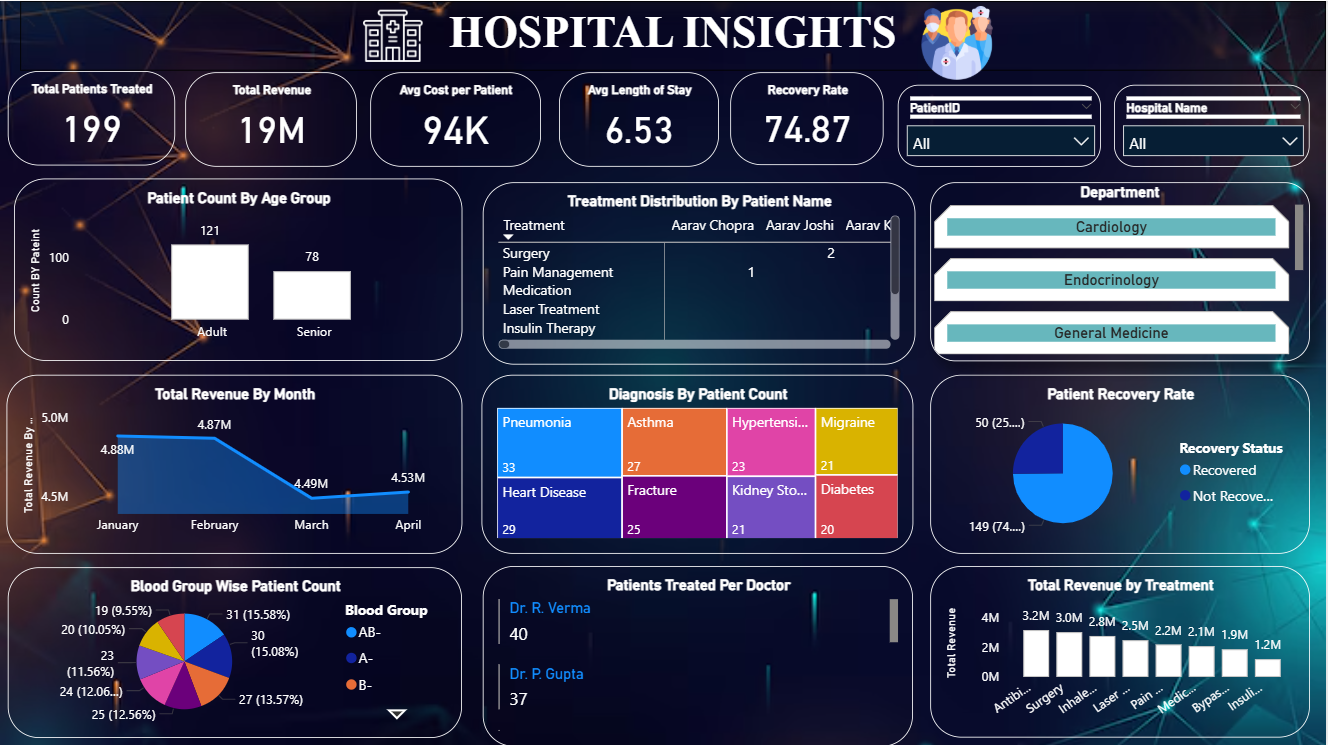 HOSPITAL INSIGHTS
Total Patients Treated
199
Total Revenue
19M
Avg Cost per Patient
94K
Avg Length of Stay
6.53
Recovery Rate
74.87
PatientID
All
Hospital Name
All
Patient Count By Age Group
Count BY Pateint
100
0
121
78
Adult
Senior
Treatment Distribution By Patient Name
Treatment Aarav Chopra Aarav Joshi Aarav K
Surgery 2
Pain Management 1
Medication
Laser Treatment
Insulin Therapy
Department
Cardiology
Endocrinology
General Medicine
Total Revenue By Month
Total Revenue By ...
5.0M
4.5M
4.88M
4.87M
4.49M
4.53M
January
February
March
April
Diagnosis By Patient Count
Pneumonia
33
Asthma
27
Hypertensi...
23
Migraine
21
Heart Disease
29
Fracture
25
Kidney Sto...
21
Diabetes
20
Patient Recovery Rate
50 (25....)
149 (74....)
Recovery Status
Recovered
Not Recove...
Blood Group Wise Patient Count
19 (9.55%)
20 (10.05%)
23
(11.56%)
24 (12.06...)
25 (12.56%)
31 (15.58%)
30
(15.08%)
27 (13.57%)
Blood Group
AB-
A-
B-
Patients Treated Per Doctor
Dr. R. Verma
40
Dr. P. Gupta
37
Total Revenue by Treatment
Total Revenue
4M
2M
0M
3.2M
3.0M
2.8M
2.5M
2.2M
2.1M
1.9M
1.2M
Antibi...
Surgery
Inhale...
Laser ...
Pain ...
Medic...
Bypas...
Insuli...